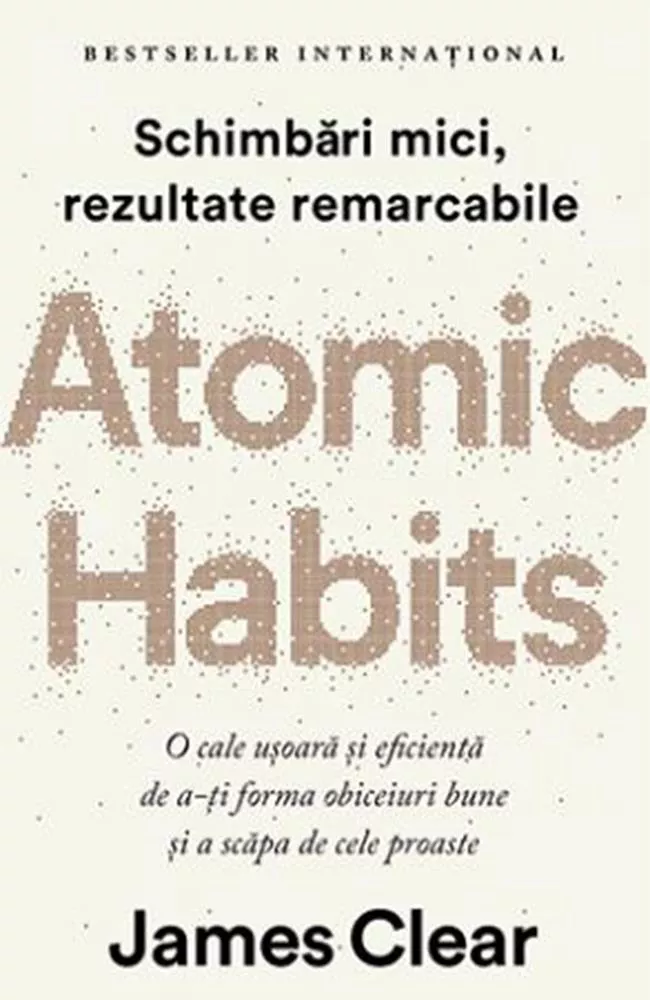 BESTSELLER INTERNAȚIONAL
Schimbări mici,
rezultate remarcabile
Atomic
Habits
O cale ușoară și eficientă
de a-ți forma obiceiuri bune
și a scăpa de cele proaste
James Clear